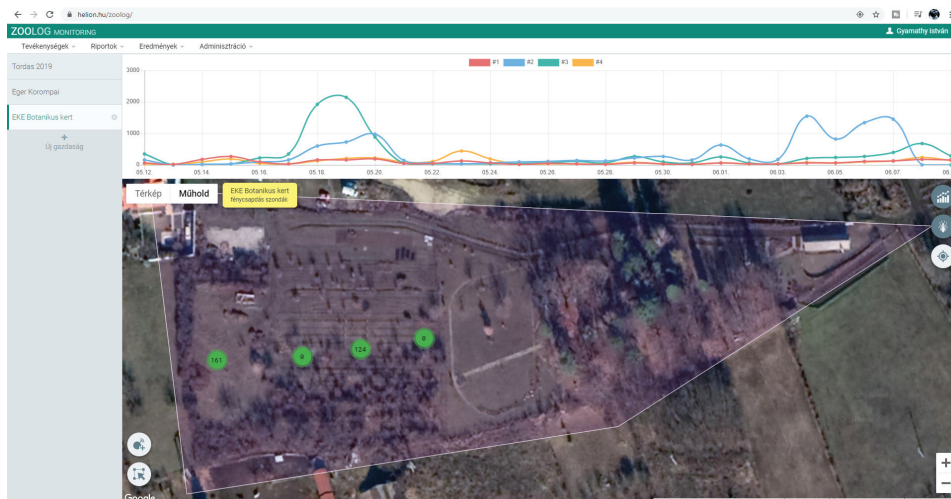 helion.hu/zoolog/
ZOOLOG MONITORING
Gyamathy István
Tevékenységek
Riportok
Eredmények
Adminisztráció
Tordas 2019
Eger Korompai
EKE Botanikus kert
+
Új gazdaság
#1 #2 #3 #4
3000
2000
1000
0
05.12. 05.14 05.16. 05.18. 05.20. 05.22. 05.24. 05.26. 05.28. 05.30. 06.01. 06.03. 06.05. 06.07. 06.
Térkép Műhold
EKE Botanikus kert
fénycsapdás szondák
161
124
0
Google
+
−